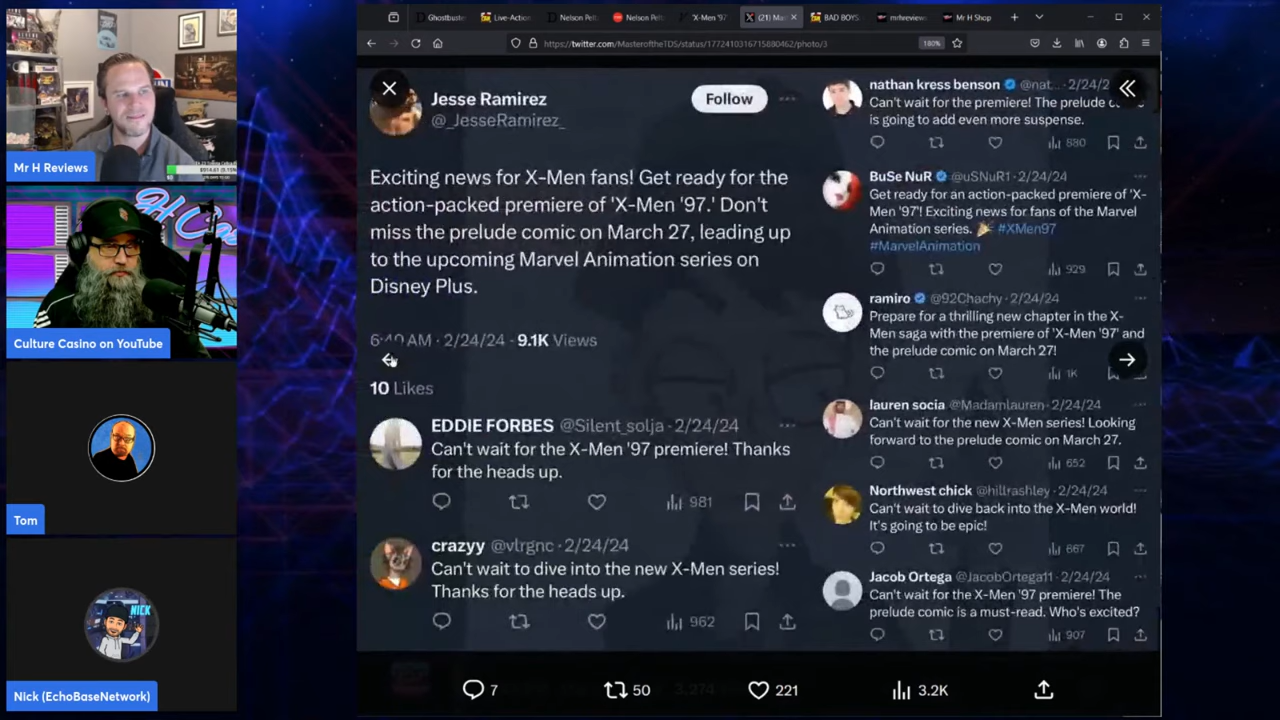 Ghostbuste
Live-Action
Nelson Pelt
Nelson Pelt
X-Men '97
(21) Ma
BAD BOYS
mrhreviews
Mr H Shop
https://twitter.com/MasteroftheTDS/status/1772410316715880462/photo/3
180%
Mr H Reviews
Culture Casino on YouTube
Tom
NICK
Nick (EchoBaseNetwork)
Jesse Ramirez
@_JesseRamirez_
Follow
Exciting news for X-Men fans! Get ready for the
action-packed premiere of 'X-Men '97.' Don't
miss the prelude comic on March 27, leading up
to the upcoming Marvel Animation series on
Disney Plus.
6:40 AM · 2/24/24 · 9.1K Views
10 Likes
EDDIE FORBES @Silent_solja · 2/24/24
Can't wait for the X-Men '97 premiere! Thanks
for the heads up.
981
crazyy @vlrgnc · 2/24/24
Can't wait to dive into the new X-Men series!
Thanks for the heads up.
962
nathan kress benson @nat... · 2/24/2
Can't wait for the premiere! The prelude c
is going to add even more suspense.
880
BuSe NuR @uSNuR1 · 2/24/24
Get ready for an action-packed premiere of 'X-
Men '97'! Exciting news for fans of the Marvel
Animation series. 🎉 #XMen97
#MarvelAnimation
929
ramiro @92Chachy · 2/24/24
Prepare for a thrilling new chapter in the X-
Men saga with the premiere of 'X-Men '97' and
the prelude comic on March 27!
1K
lauren socia @Madamlauren · 2/24/24
Can't wait for the new X-Men series! Looking
forward to the prelude comic on March 27.
652
Northwest chick @hillrashley · 2/24/24
Can't wait to dive back into the X-Men world!
It's going to be epic!
667
Jacob Ortega @JacobOrtega11 · 2/24/24
Can't wait for the X-Men '97 premiere! The
prelude comic is a must-read. Who's excited?
907
7
50
221
3.2K